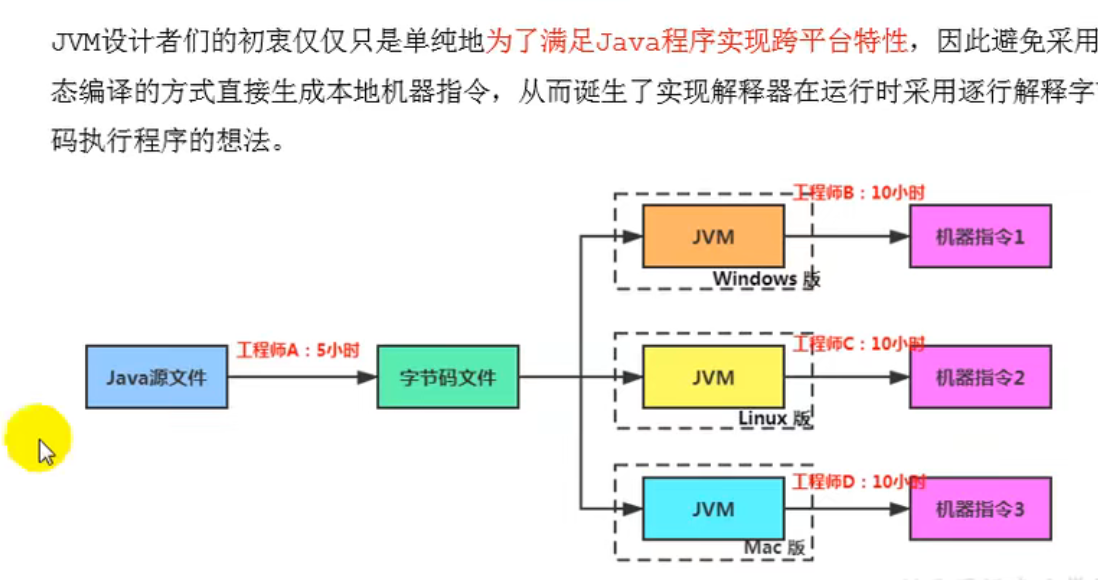 JVM设计者们的初衷仅仅只是单纯地为了满足Java程序实现跨平台特性，因此避免采用
态编译的方式直接生成本地机器指令，从而诞生了实现解释器在运行时采用逐行解释字
码执行程序的想法。
工程师B：10小时
JVM
机器指令1
Windows 版
工程师A：5小时
工程师C：10小时
Java源文件
字节码文件
JVM
机器指令2
Linux 版
工程师D：10小时
JVM
机器指令3
Mac 版